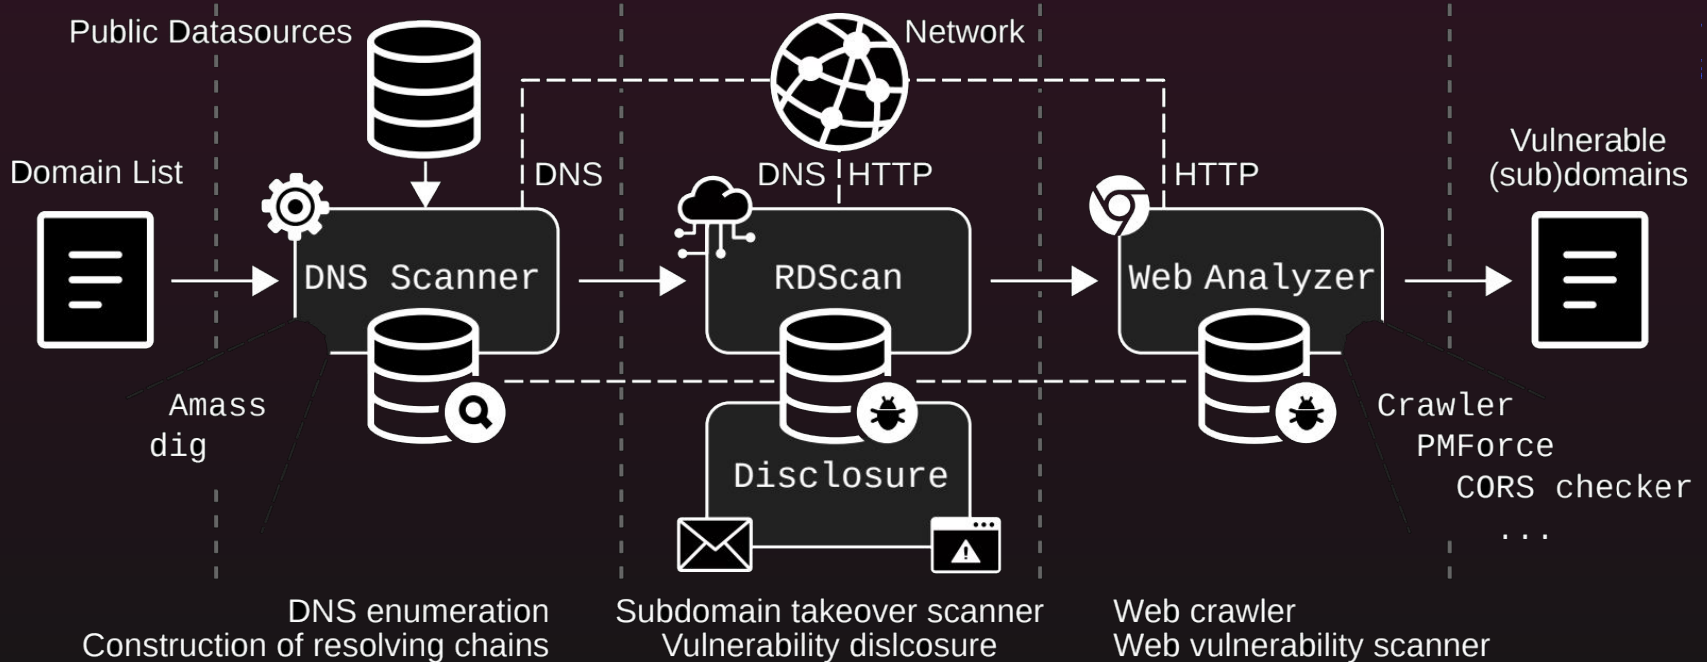 Public Datasources
Network
Domain List
DNS
DNS HTTP
HTTP
Vulnerable
(sub)domains
DNS Scanner
RDScan
Web Analyzer
Amass
dig
Disclosure
Crawler
PMForce
CORS checker
...
DNS enumeration
Construction of resolving chains
Subdomain takeover scanner
Vulnerability dislcosure
Web crawler
Web vulnerability scanner